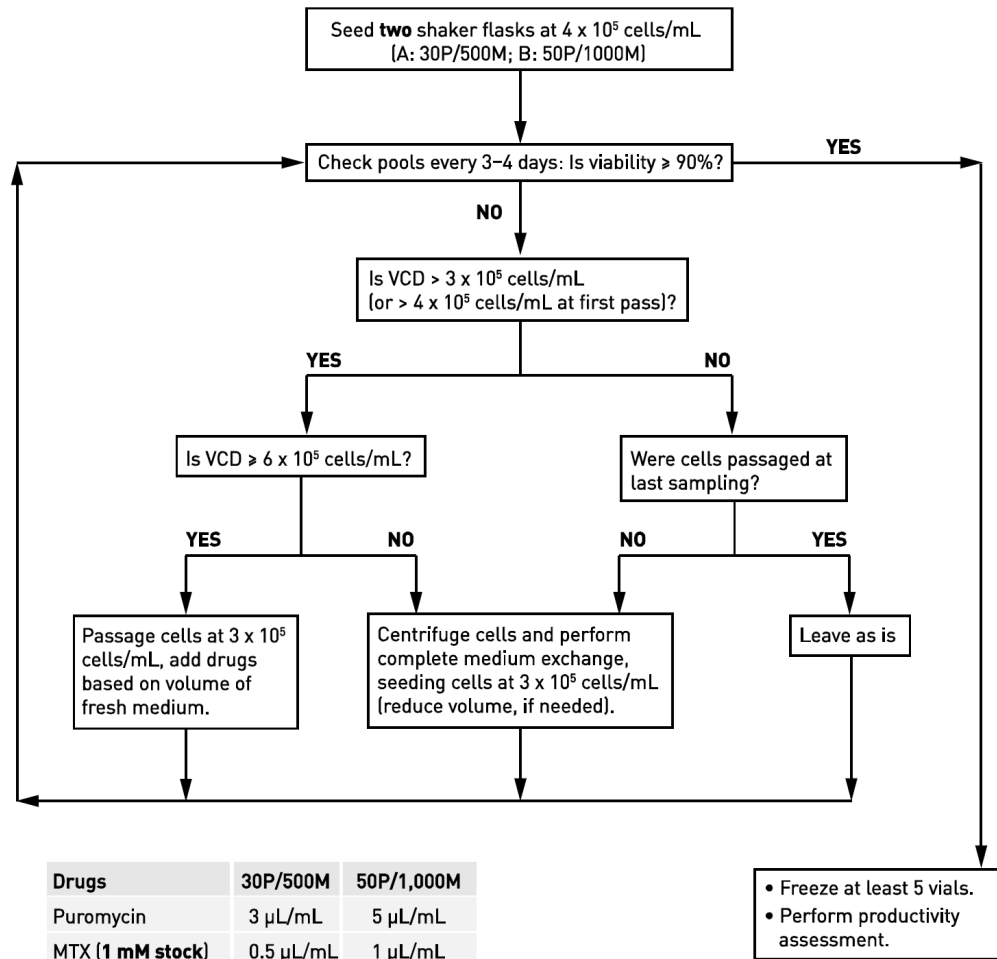 Seed two shaker flasks at 4 x 10⁵ cells/mL
(A: 30P/500M; B: 50P/1000M)
Check pools every 3–4 days: Is viability ≥ 90%?
YES
NO
Is VCD > 3 x 10⁵ cells/mL
(or > 4 x 10⁵ cells/mL at first pass)?
YES
NO
Is VCD ≥ 6 x 10⁵ cells/mL?
Were cells passaged at
last sampling?
YES
NO
NO
YES
Passage cells at 3 x 10⁵
cells/mL, add drugs
based on volume of
fresh medium.
Centrifuge cells and perform
complete medium exchange,
seeding cells at 3 x 10⁵ cells/mL
(reduce volume, if needed).
Leave as is
Drugs 30P/500M 50P/1,000M
Puromycin 3 µL/mL 5 µL/mL
MTX (1 mM stock) 0.5 µL/mL 1 µL/mL
• Freeze at least 5 vials.
• Perform productivity
assessment.